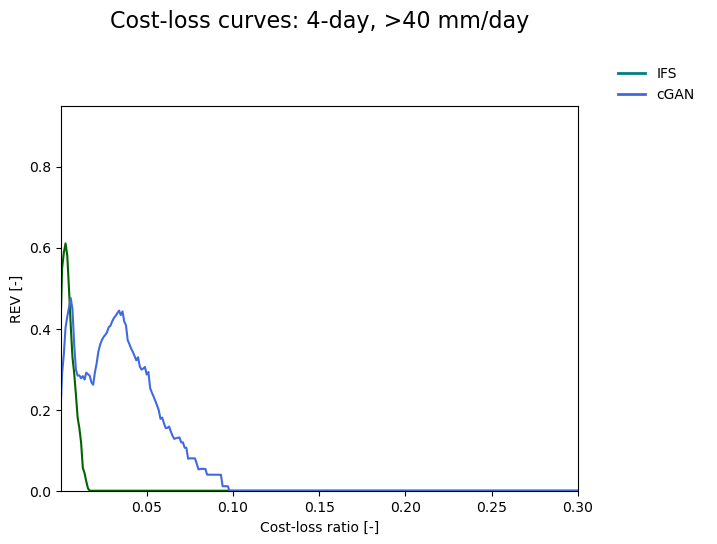 Cost-loss curves: 4-day, >40 mm/day
IFS
cGAN
REV [-]
0.8
0.6
0.4
0.2
0.0
0.05 0.10 0.15 0.20 0.25 0.30
Cost-loss ratio [-]